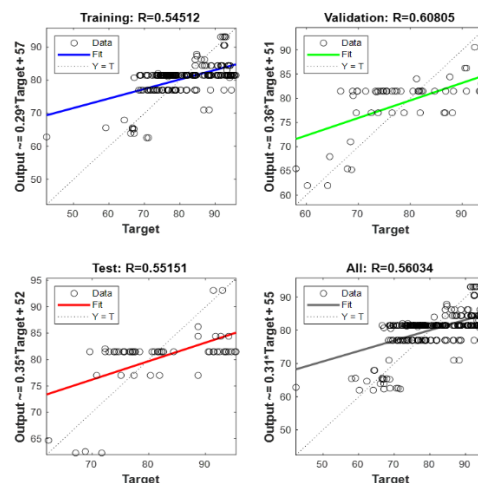 Training: R=0.54512
Output ~= 0.29*Target + 57
90
80
70
60
50
Data
Fit
Y = T
50 60 70 80 90
Target
Validation: R=0.60805
Output ~= 0.36*Target + 51
90
85
80
75
70
65
60
Data
Fit
Y = T
60 70 80 90
Target
Test: R=0.55151
Output ~= 0.35*Target + 52
95
90
85
80
75
70
65
Data
Fit
Y = T
70 80 90
Target
All: R=0.56034
Output ~= 0.31*Target + 55
90
80
70
60
50
Data
Fit
Y = T
50 60 70 80 90
Target